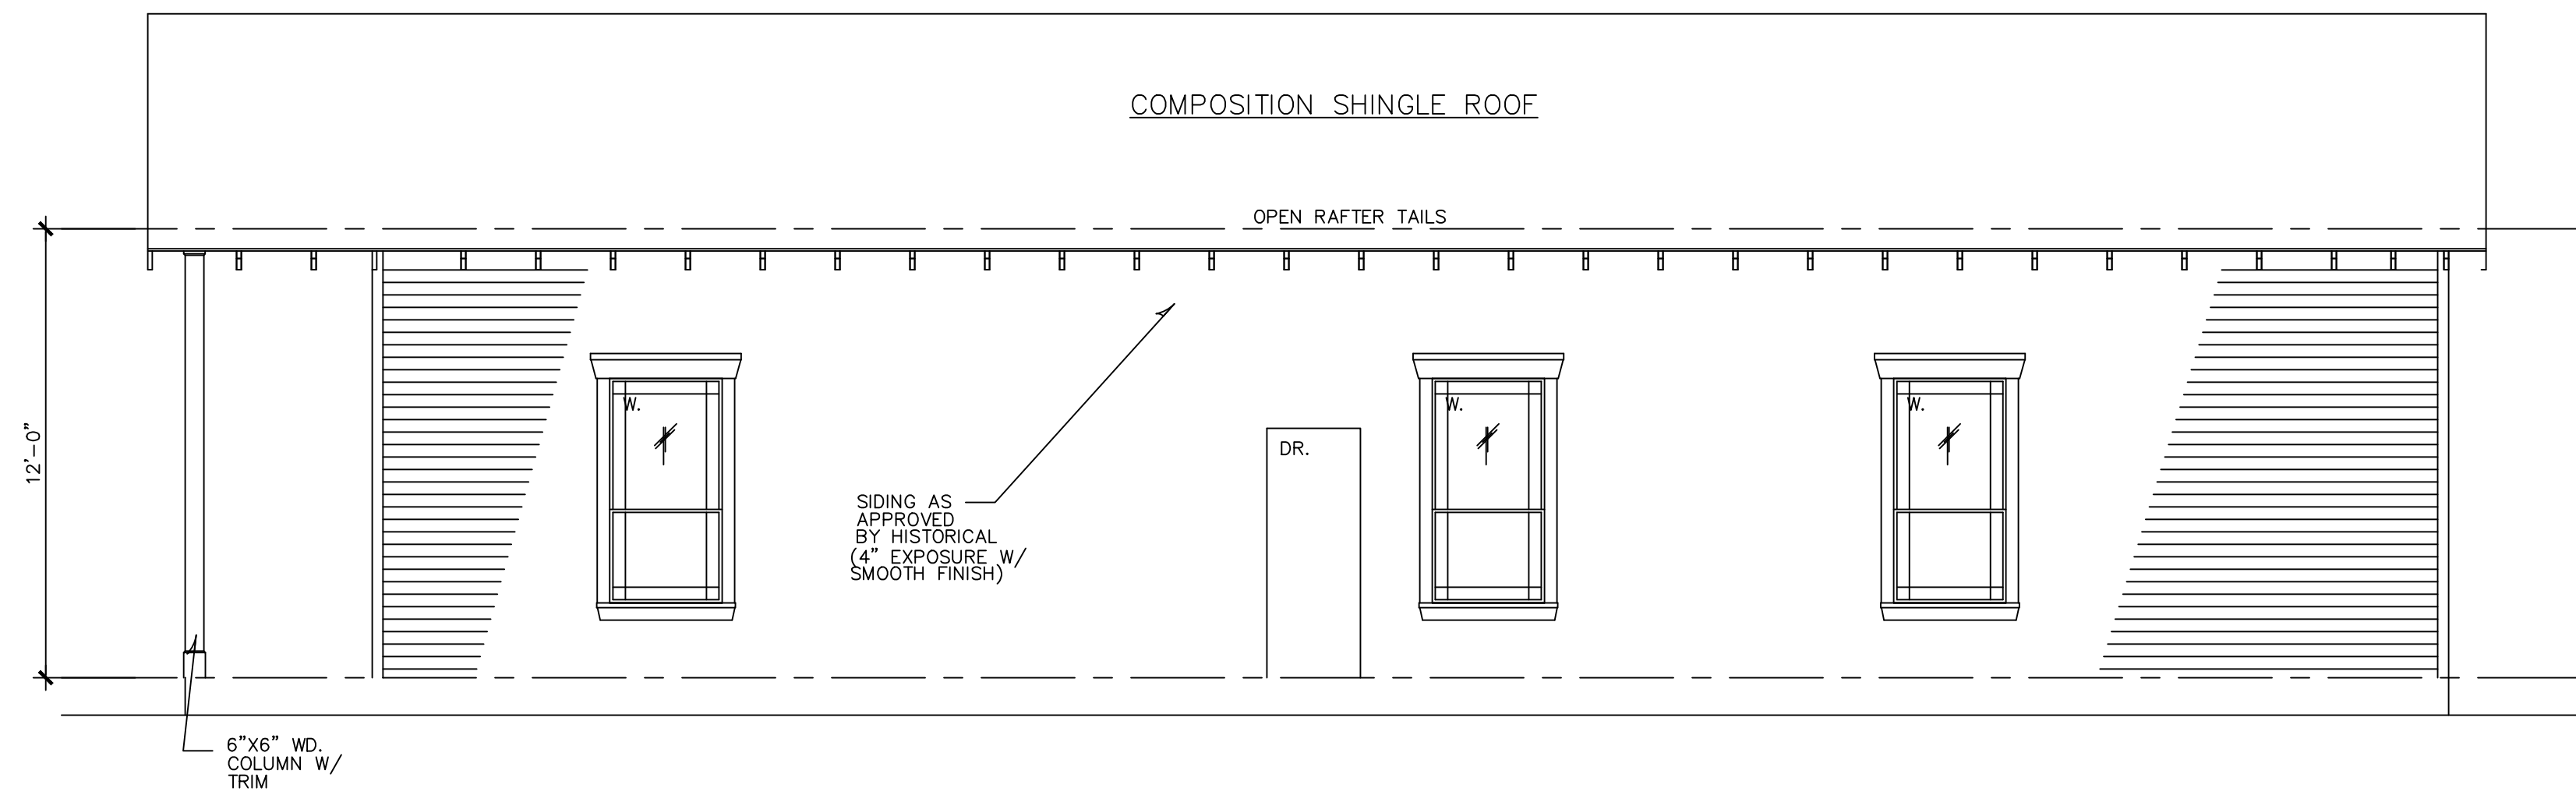 COMPOSITION SHINGLE ROOF
OPEN RAFTER TAILS
12'-0"
W.
W.
W.
DR.
SIDING AS
APPROVED
BY HISTORICAL
(4" EXPOSURE W/
SMOOTH FINISH)
6"X6" WD.
COLUMN W/
TRIM